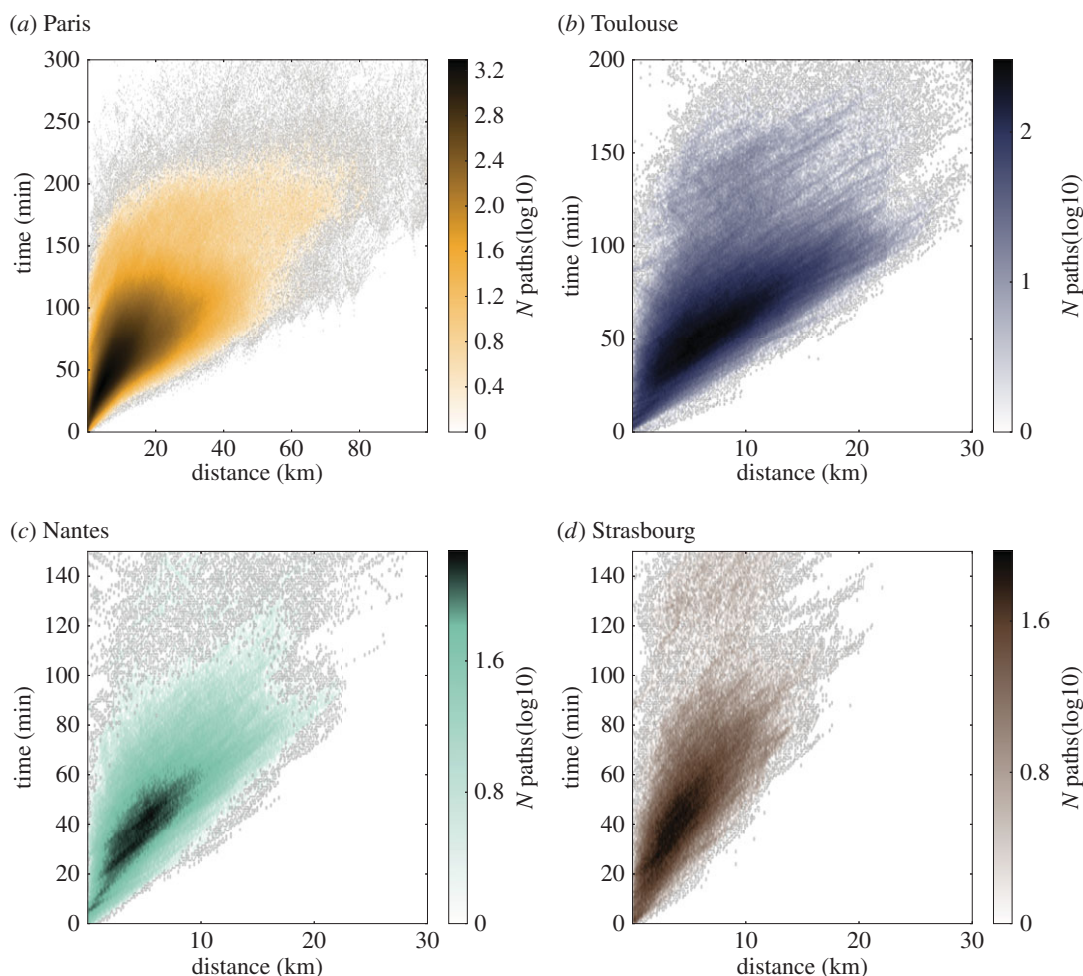 (a) Paris
300
250
200
150
100
50
0
time (min)
20 40 60 80
distance (km)
3.2
2.8
2.4
2.0
1.6
1.2
0.8
0.4
0
N paths(log10)
(b) Toulouse
200
150
100
50
0
time (min)
10 20 30
distance (km)
2
1
0
N paths(log10)
(c) Nantes
140
120
100
80
60
40
20
0
time (min)
10 20 30
distance (km)
1.6
0.8
0
N paths(log10)
(d) Strasbourg
140
120
100
80
60
40
20
0
time (min)
10 20 30
distance (km)
1.6
0.8
0
N paths(log10)